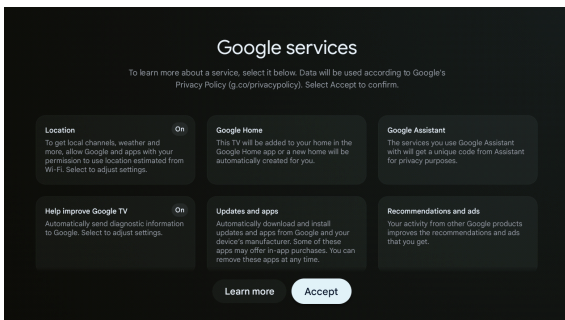 Google services
To learn more about a service, select it below. Data will be used according to Google's
Privacy Policy (g.co/privacypolicy). Select Accept to confirm.
Location
On
To get local channels, weather and
more, allow Google and apps with your
permission to use location estimated from
Wi-Fi. Select to adjust settings.
Google Home
This TV will be added to your home in the
Google Home app or a new home will be
automatically created for you.
Google Assistant
The services you use Google Assistant
with will get a unique code from Assistant
for privacy purposes.
Help improve Google TV
On
Automatically send diagnostic information
to Google. Select to adjust settings.
Updates and apps
Automatically download and install
updates and apps from Google and your
device's manufacturer. Some of these
apps may offer in-app purchases. You can
remove these apps at any time.
Recommendations and ads
Your activity from other Google products
improves the recommendations and ads
that you get.
Learn more
Accept